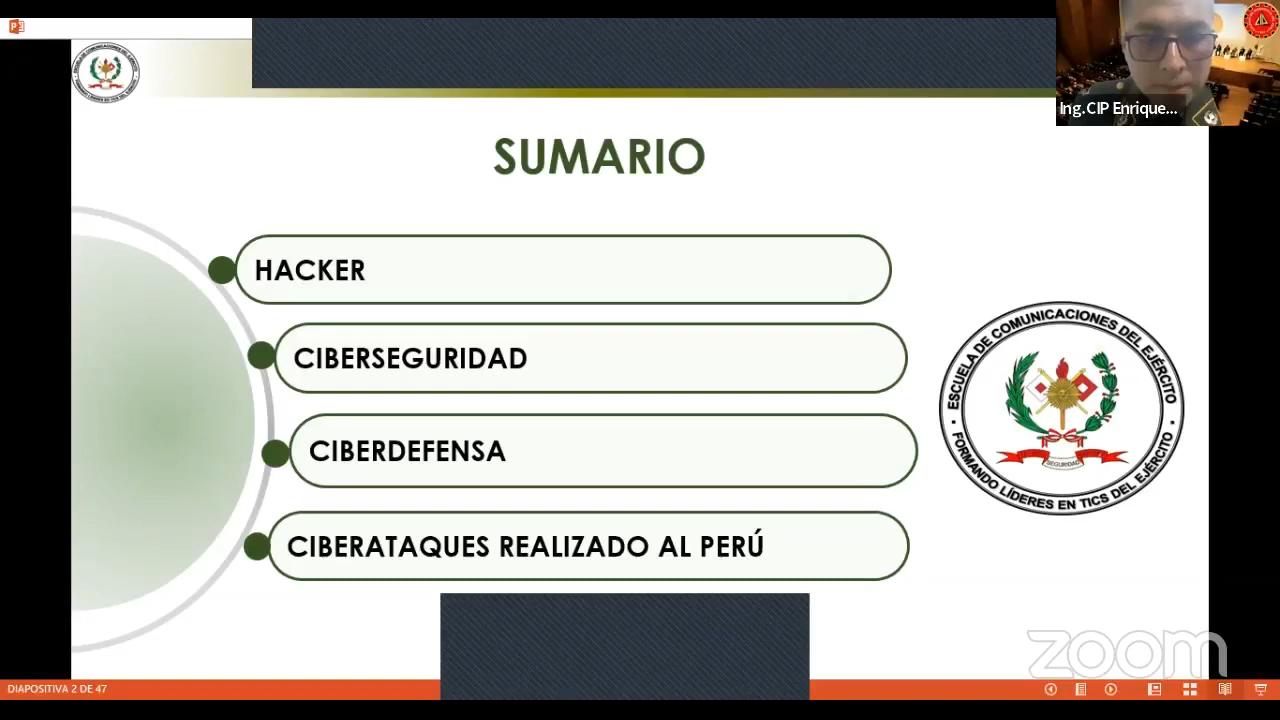 Ing.CIP Enrique...
SUMARIO
HACKER
CIBERSEGURIDAD
CIBERDEFENSA
CIBERATAQUES REALIZADO AL PERÚ
ESCUELA DE COMUNICACIONES DEL EJÉRCITO
SEGURIDAD
FORMANDO LÍDERES EN TICS DEL EJÉRCITO
zoom
DIAPOSITIVA 2 DE 47